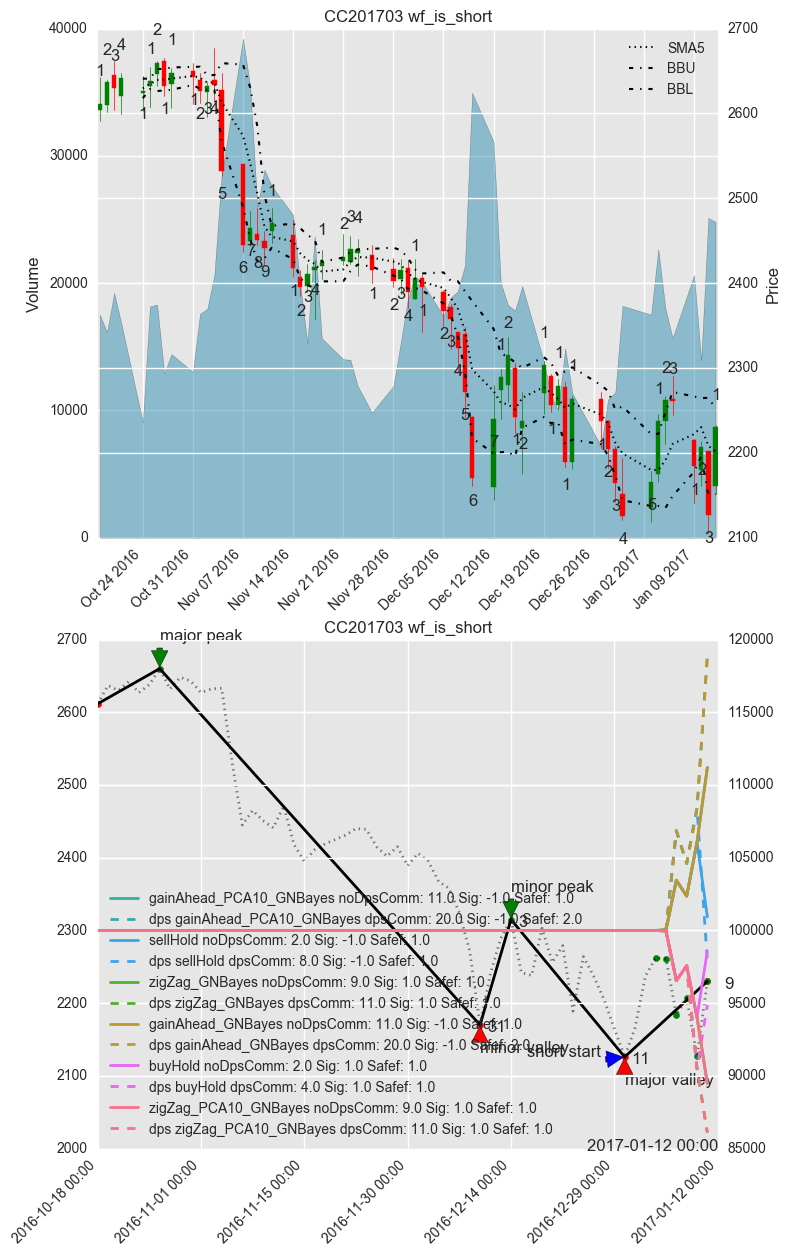 CC201703 wf_is_short
40000
30000
20000
10000
0
Volume
2700
2600
2500
2400
2300
2200
2100
Price
SMA5
BBU
BBL
Oct 24 2016
Oct 31 2016
Nov 07 2016
Nov 14 2016
Nov 21 2016
Nov 28 2016
Dec 05 2016
Dec 12 2016
Dec 19 2016
Dec 26 2016
Jan 02 2017
Jan 09 2017
CC201703 wf_is_short
2700
2600
2500
2400
2300
2200
2100
2000
120000
115000
110000
105000
100000
95000
90000
85000
major peak
minor peak
minor valley
short start
major valley
13
31
11
9
gainAhead_PCA10_GNBayes noDpsComm: 11.0 Sig: -1.0 Safef: 1.0
dps gainAhead_PCA10_GNBayes dpsComm: 20.0 Sig: -1.0 Safef: 2.0
sellHold noDpsComm: 2.0 Sig: -1.0 Safef: 1.0
dps sellHold dpsComm: 8.0 Sig: -1.0 Safef: 1.0
zigZag_GNBayes noDpsComm: 9.0 Sig: 1.0 Safef: 1.0
dps zigZag_GNBayes dpsComm: 11.0 Sig: 1.0 Safef: 1.0
gainAhead_GNBayes noDpsComm: 11.0 Sig: -1.0 Safef: 1.0
dps gainAhead_GNBayes dpsComm: 20.0 Sig: -1.0 Safef: 2.0
buyHold noDpsComm: 2.0 Sig: 1.0 Safef: 1.0
dps buyHold dpsComm: 4.0 Sig: 1.0 Safef: 1.0
zigZag_PCA10_GNBayes noDpsComm: 9.0 Sig: 1.0 Safef: 1.0
dps zigZag_PCA10_GNBayes dpsComm: 11.0 Sig: 1.0 Safef: 1.0
2017-01-12 00:00
2016-10-18 00:00
2016-11-01 00:00
2016-11-15 00:00
2016-11-30 00:00
2016-12-14 00:00
2016-12-29 00:00
2017-01-12 00:00